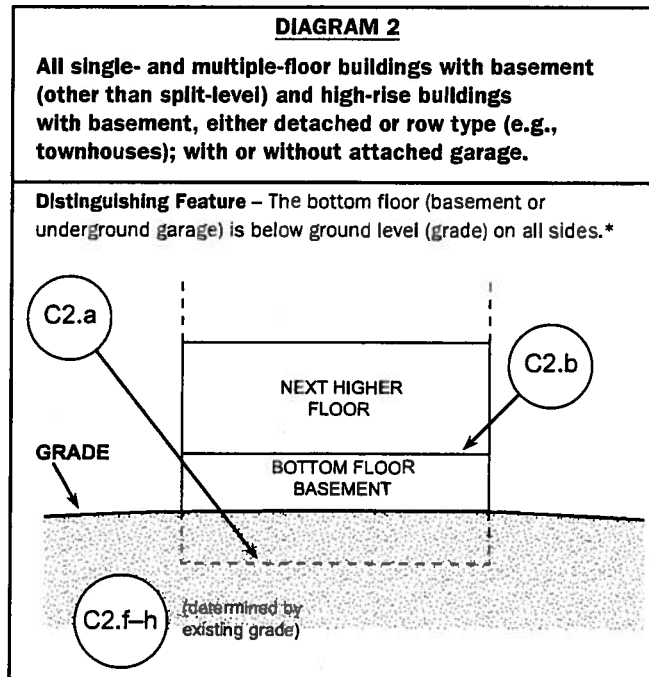 DIAGRAM 2
All single- and multiple-floor buildings with basement
(other than split-level) and high-rise buildings
with basement, either detached or row type (e.g.,
townhouses); with or without attached garage.
Distinguishing Feature – The bottom floor (basement or
underground garage) is below ground level (grade) on all sides.*
C2.a
C2.b
NEXT HIGHER
FLOOR
GRADE
BOTTOM FLOOR
BASEMENT
C2.f–h
(determined by
existing grade)